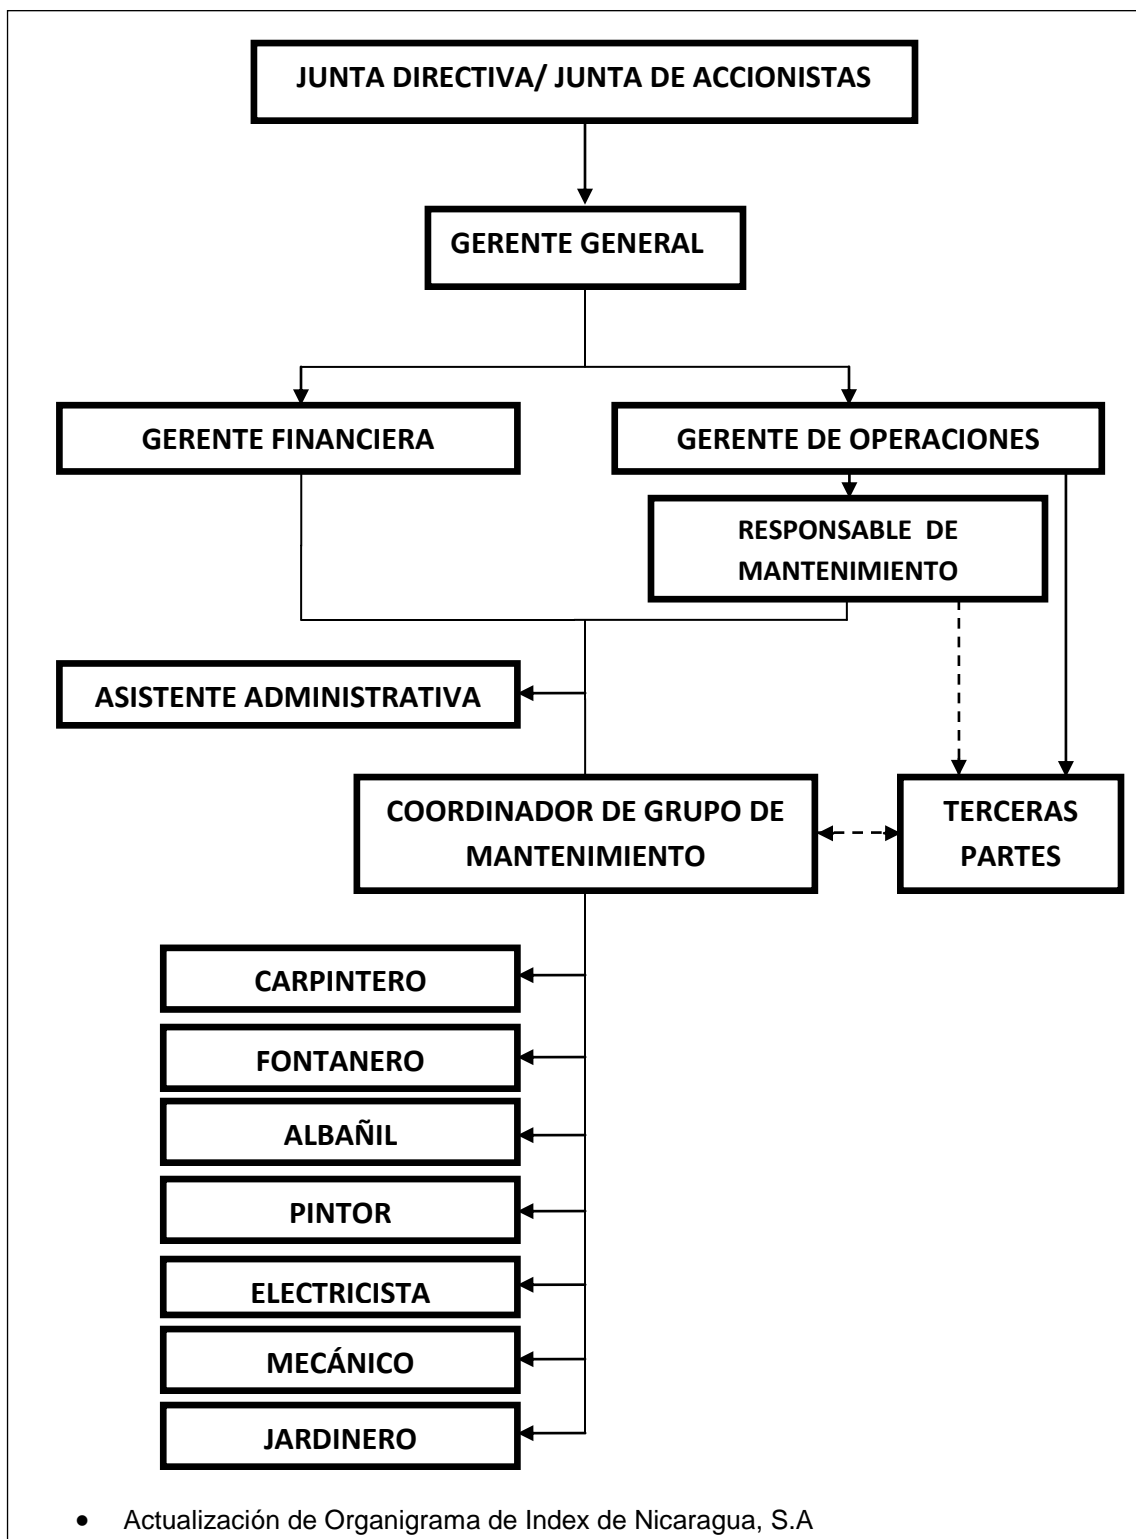 JUNTA DIRECTIVA/ JUNTA DE ACCIONISTAS
GERENTE GENERAL
GERENTE FINANCIERA
GERENTE DE OPERACIONES
RESPONSABLE DE
MANTENIMIENTO
ASISTENTE ADMINISTRATIVA
COORDINADOR DE GRUPO DE
MANTENIMIENTO
TERCERAS
PARTES
CARPINTERO
FONTANERO
ALBAÑIL
PINTOR
ELECTRICISTA
MECÁNICO
JARDINERO
• Actualización de Organigrama de Index de Nicaragua, S.A